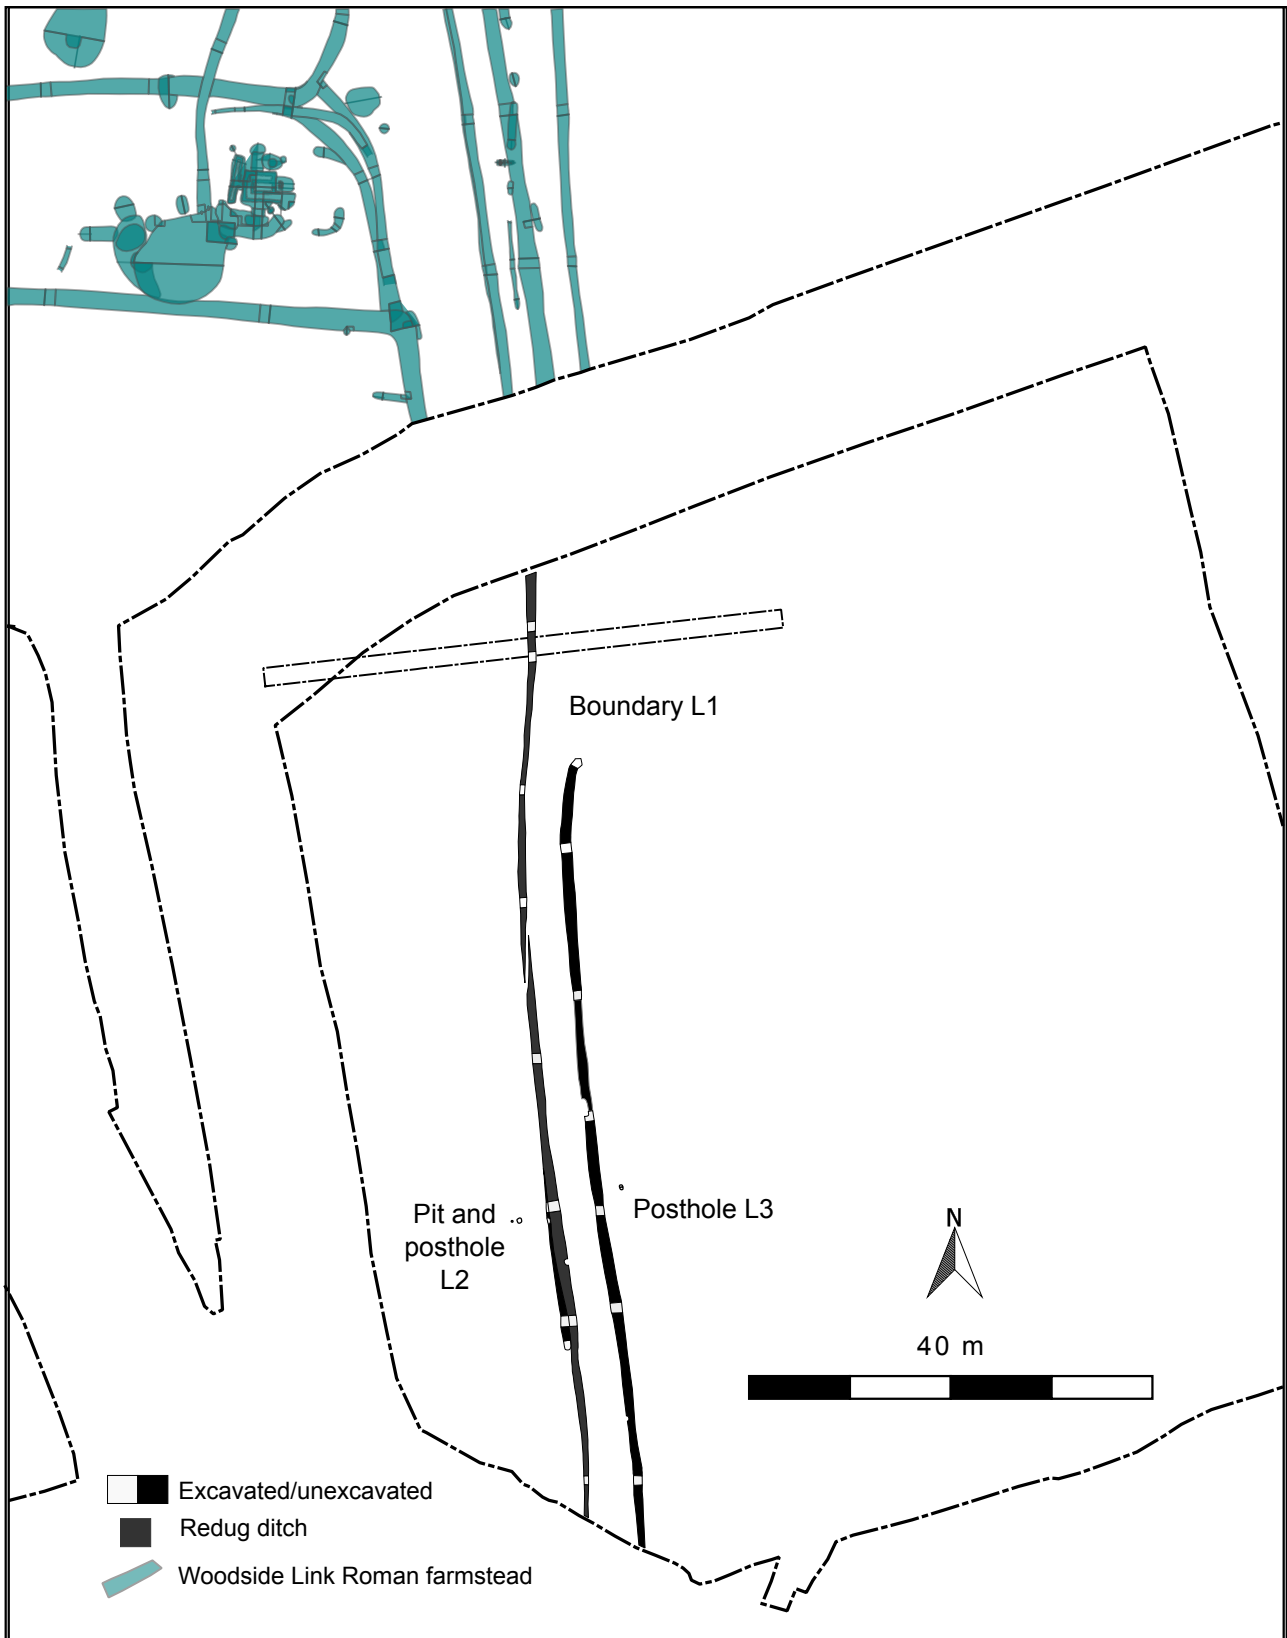 Boundary L1
Pit and
posthole
L2
Posthole L3
N
40 m
Excavated/unexcavated
Redug ditch
Woodside Link Roman farmstead